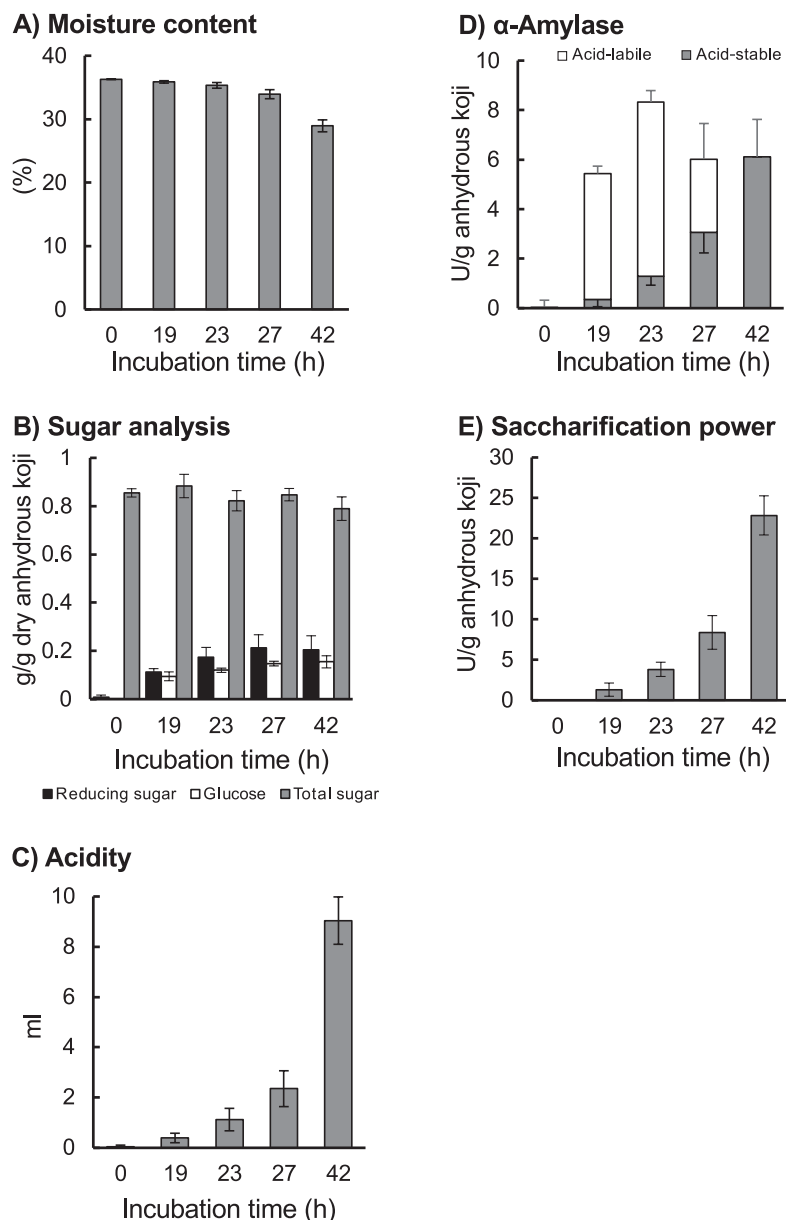 A) Moisture content
40
30
20
10
0
(%)
0 19 23 27 42
Incubation time (h)
B) Sugar analysis
1
0.8
0.6
0.4
0.2
0
g/g dry anhydrous koji
0 19 23 27 42
Incubation time (h)
Reducing sugar Glucose Total sugar
C) Acidity
10
8
6
4
2
0
ml
0 19 23 27 42
Incubation time (h)
D) α-Amylase
Acid-labile Acid-stable
10
8
6
4
2
0
U/g anhydrous koji
0 19 23 27 42
Incubation time (h)
E) Saccharification power
30
25
20
15
10
5
0
U/g anhydrous koji
0 19 23 27 42
Incubation time (h)